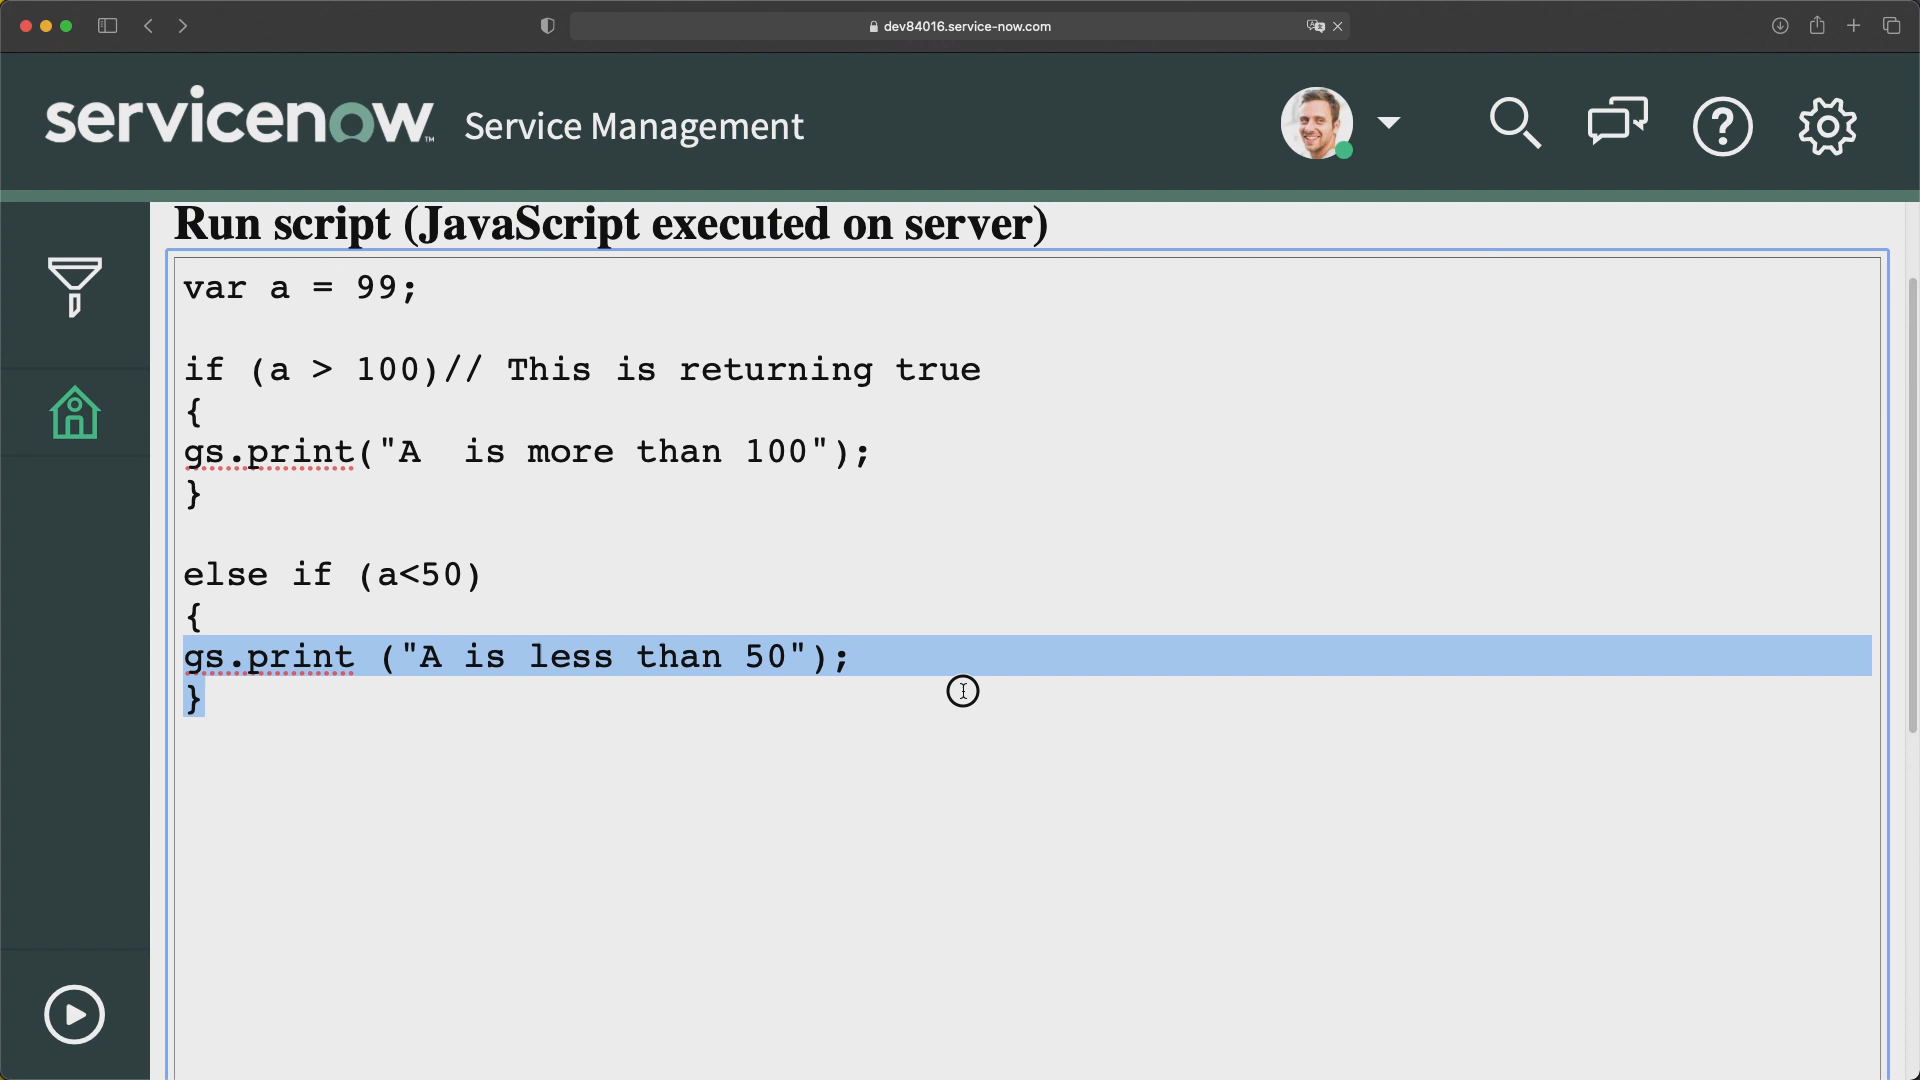 dev84016.service-now.com
servicenow™ Service Management
Run script (JavaScript executed on server)
var a = 99;
if (a > 100)// This is returning true
{
gs.print("A  is more than 100");
}
else if (a<50)
{
gs.print ("A is less than 50");
}